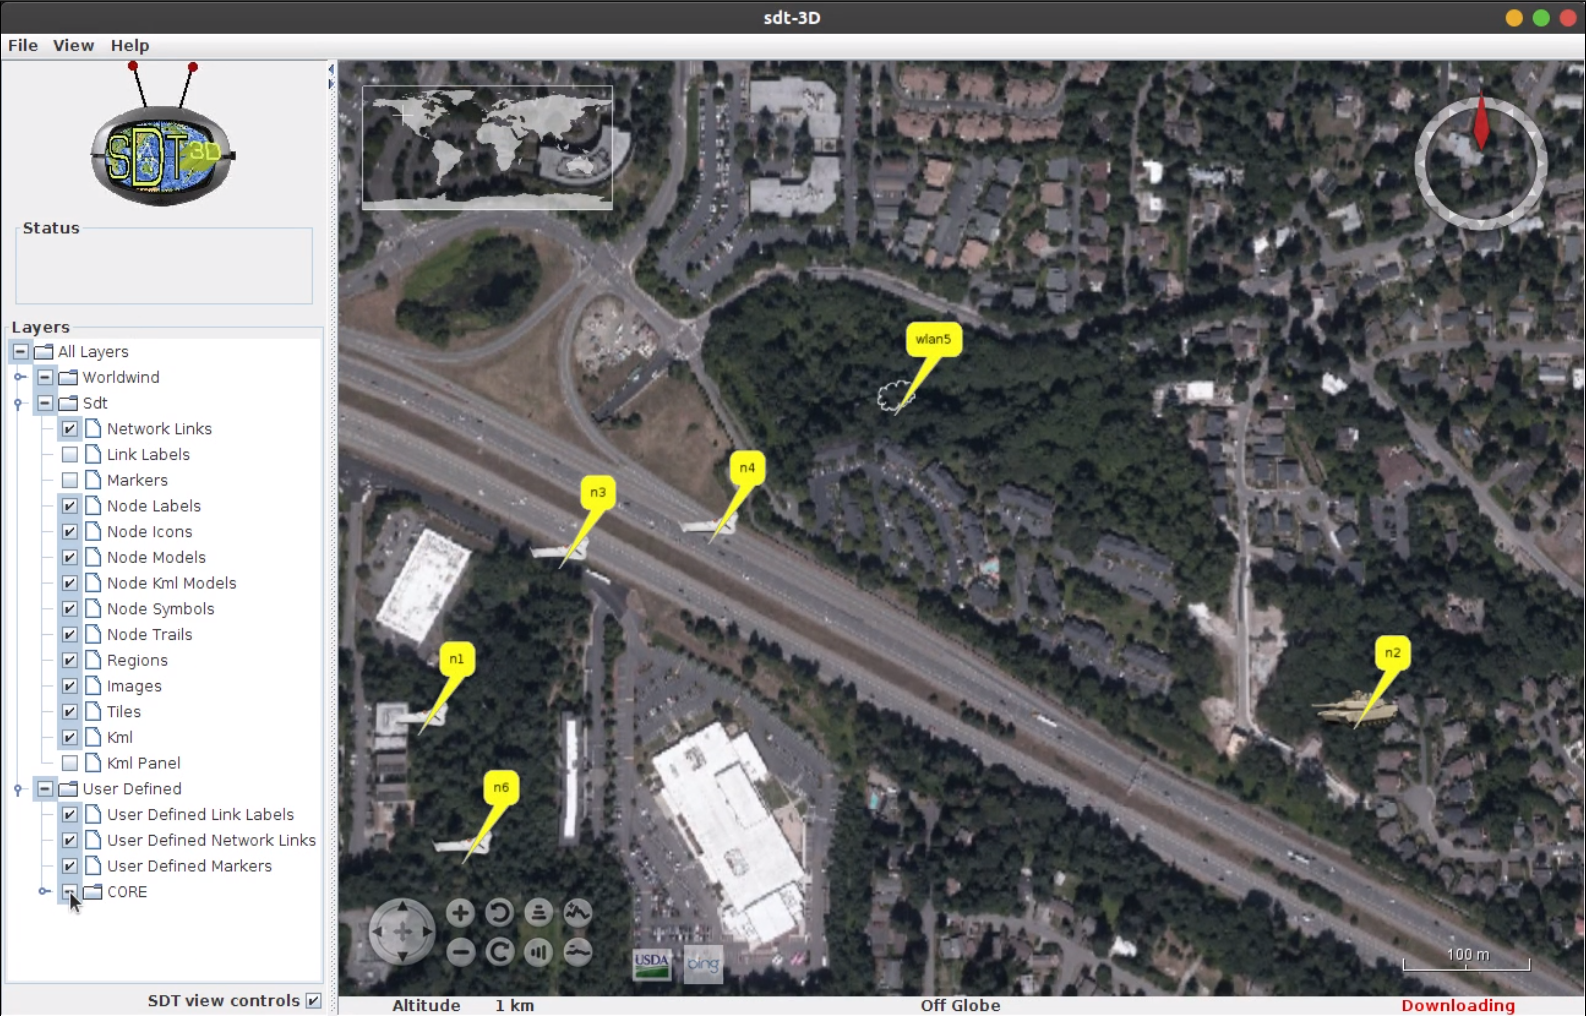 sdt-3D
File View Help
SDT 3D
Status
Layers
All Layers
Worldwind
Sdt
Network Links
Link Labels
Markers
Node Labels
Node Icons
Node Models
Node Kml Models
Node Symbols
Node Trails
Regions
Images
Tiles
Kml
Kml Panel
User Defined
User Defined Link Labels
User Defined Network Links
User Defined Markers
CORE
SDT view controls
wlan5
n4
n3
n1
n2
n6
USDA
bing
100 m
Altitude 1 km
Off Globe
Downloading